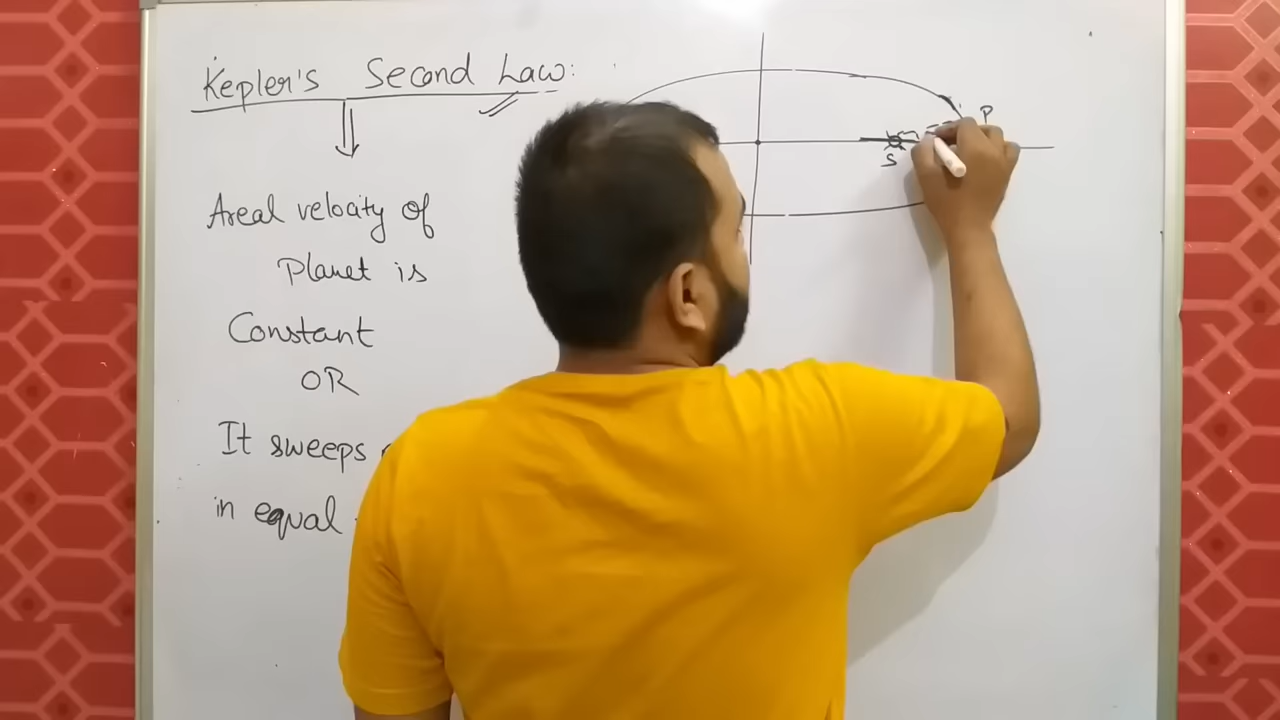 Kepler's Second Law:
Areal velocity of
Planet is
Constant
OR
It sweeps
in equal
P
S